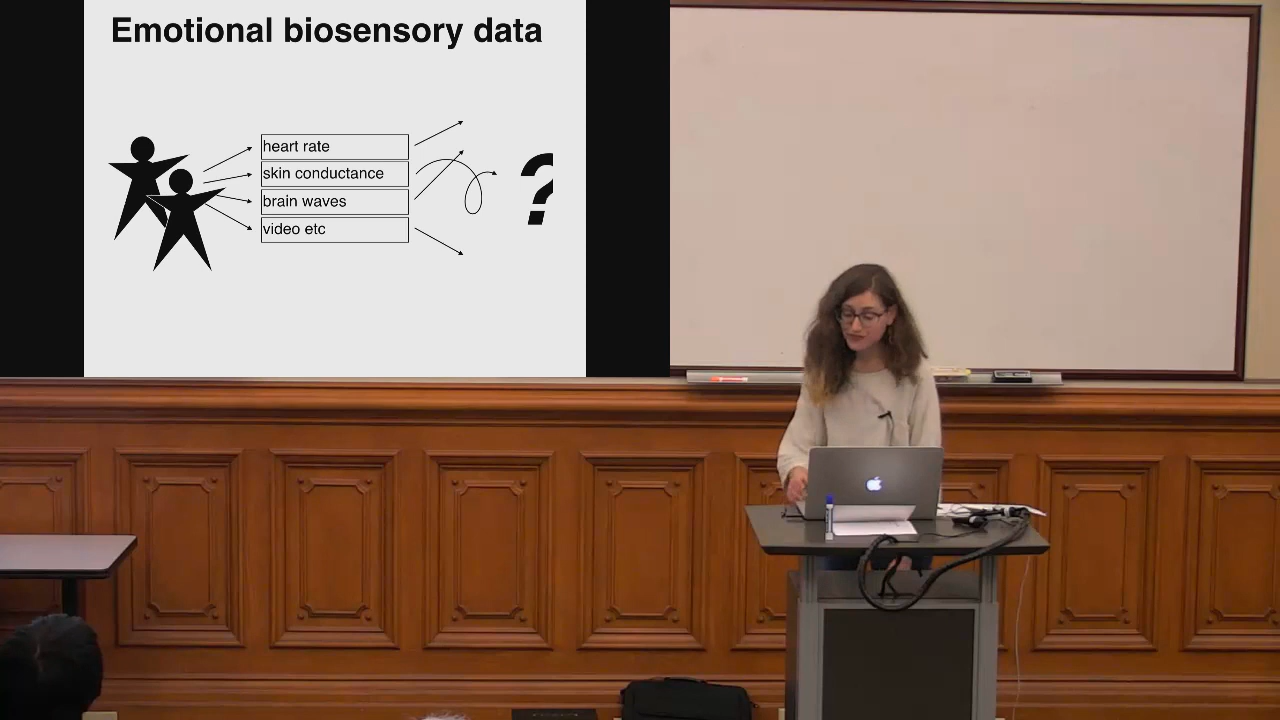 Emotional biosensory data
heart rate
skin conductance
brain waves
video etc
?